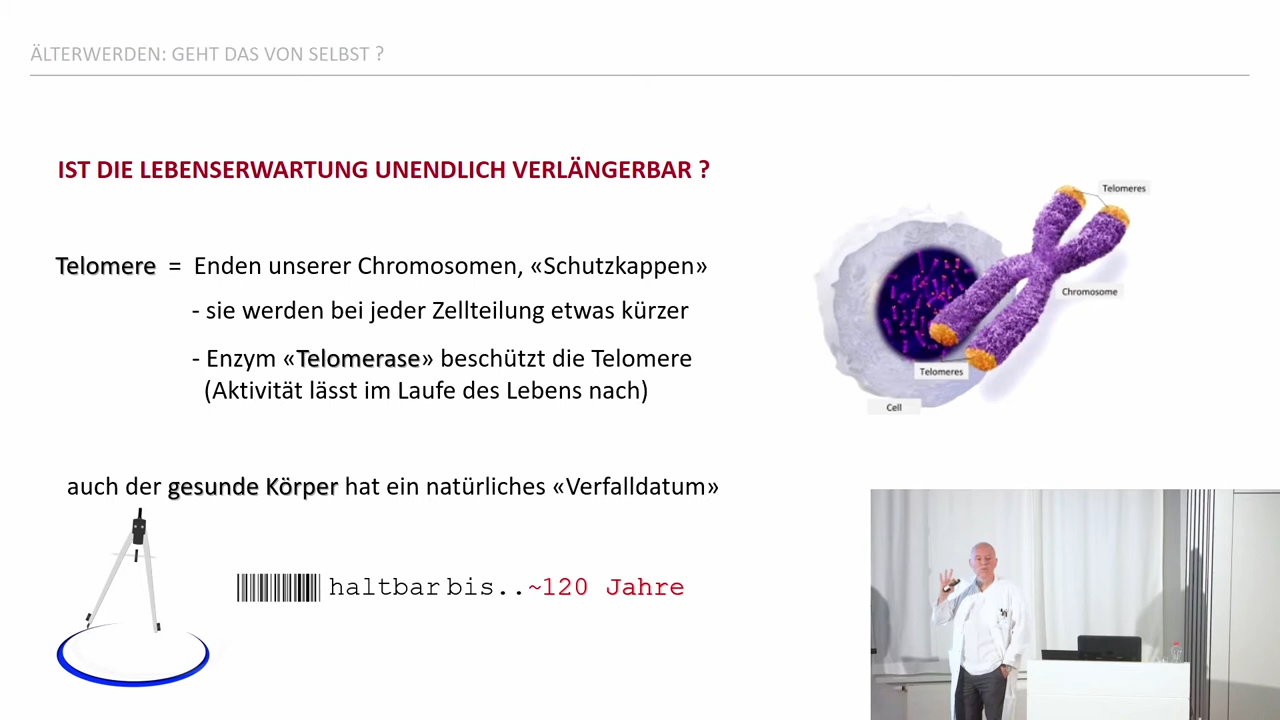 ÄLTERWERDEN: GEHT DAS VON SELBST ?
IST DIE LEBENSERWARTUNG UNENDLICH VERLÄNGERBAR ?
Telomere = Enden unserer Chromosomen, «Schutzkappen»
- sie werden bei jeder Zellteilung etwas kürzer
- Enzym «Telomerase» beschützt die Telomere
(Aktivität lässt im Laufe des Lebens nach)
Telomeres
Chromosome
Telomeres
Cell
auch der gesunde Körper hat ein natürliches «Verfalldatum»
haltbar bis..~120 Jahre